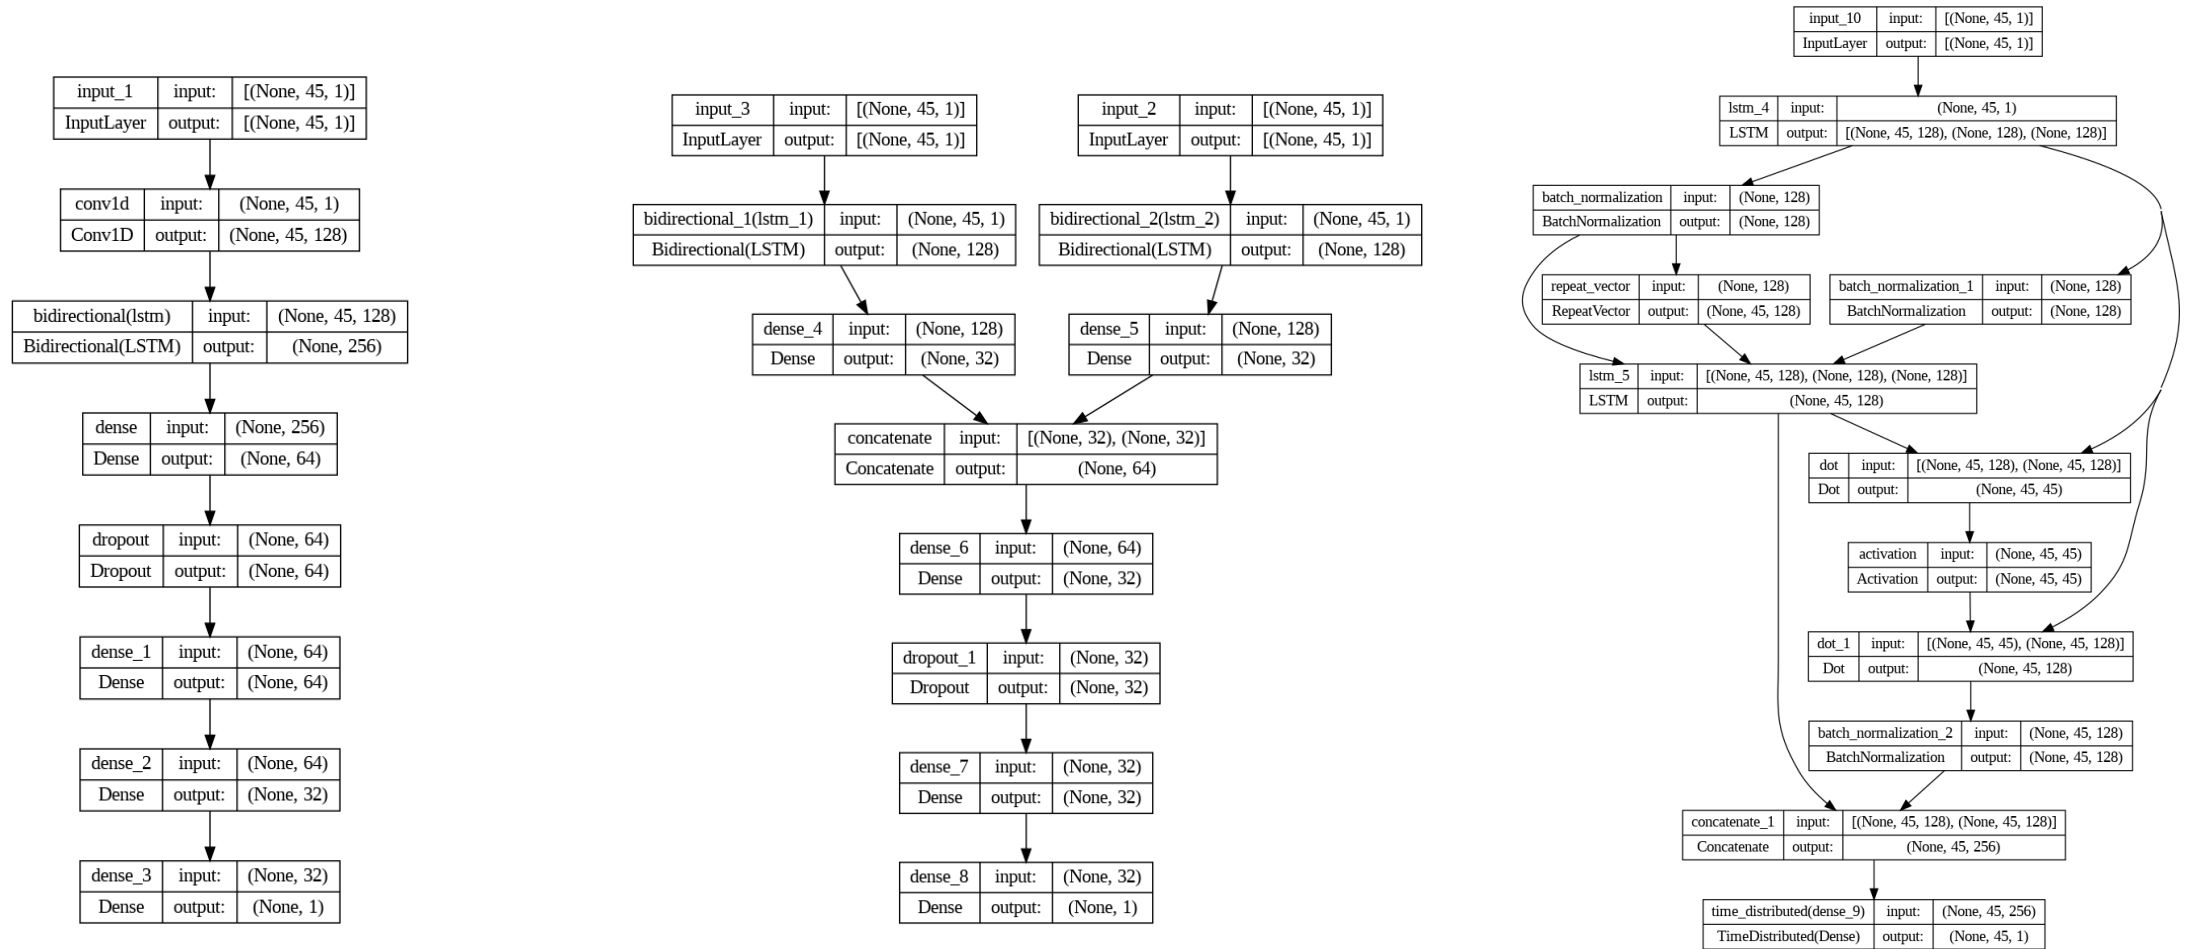 input_1 input: [(None, 45, 1)]
InputLayer output: [(None, 45, 1)]
conv1d input: (None, 45, 1)
Conv1D output: (None, 45, 128)
bidirectional(lstm) input: (None, 45, 128)
Bidirectional(LSTM) output: (None, 256)
dense input: (None, 256)
Dense output: (None, 64)
dropout input: (None, 64)
Dropout output: (None, 64)
dense_1 input: (None, 64)
Dense output: (None, 64)
dense_2 input: (None, 64)
Dense output: (None, 32)
dense_3 input: (None, 32)
Dense output: (None, 1)
input_3 input: [(None, 45, 1)]
InputLayer output: [(None, 45, 1)]
input_2 input: [(None, 45, 1)]
InputLayer output: [(None, 45, 1)]
bidirectional_1(lstm_1) input: (None, 45, 1)
Bidirectional(LSTM) output: (None, 128)
bidirectional_2(lstm_2) input: (None, 45, 1)
Bidirectional(LSTM) output: (None, 128)
dense_4 input: (None, 128)
Dense output: (None, 32)
dense_5 input: (None, 128)
Dense output: (None, 32)
concatenate input: [(None, 32), (None, 32)]
Concatenate output: (None, 64)
dense_6 input: (None, 64)
Dense output: (None, 32)
dropout_1 input: (None, 32)
Dropout output: (None, 32)
dense_7 input: (None, 32)
Dense output: (None, 32)
dense_8 input: (None, 32)
Dense output: (None, 1)
input_10 input: [(None, 45, 1)]
InputLayer output: [(None, 45, 1)]
lstm_4 input: (None, 45, 1)
LSTM output: [(None, 45, 128), (None, 128), (None, 128)]
batch_normalization input: (None, 128)
BatchNormalization output: (None, 128)
repeat_vector input: (None, 128)
RepeatVector output: (None, 45, 128)
batch_normalization_1 input: (None, 128)
BatchNormalization output: (None, 128)
lstm_5 input: [(None, 45, 128), (None, 128), (None, 128)]
LSTM output: (None, 45, 128)
dot input: [(None, 45, 128), (None, 45, 128)]
Dot output: (None, 45, 45)
activation input: (None, 45, 45)
Activation output: (None, 45, 45)
dot_1 input: [(None, 45, 45), (None, 45, 128)]
Dot output: (None, 45, 128)
batch_normalization_2 input: (None, 45, 128)
BatchNormalization output: (None, 45, 128)
concatenate_1 input: [(None, 45, 128), (None, 45, 128)]
Concatenate output: (None, 45, 256)
time_distributed(dense_9) input: (None, 45, 256)
TimeDistributed(Dense) output: (None, 45, 1)